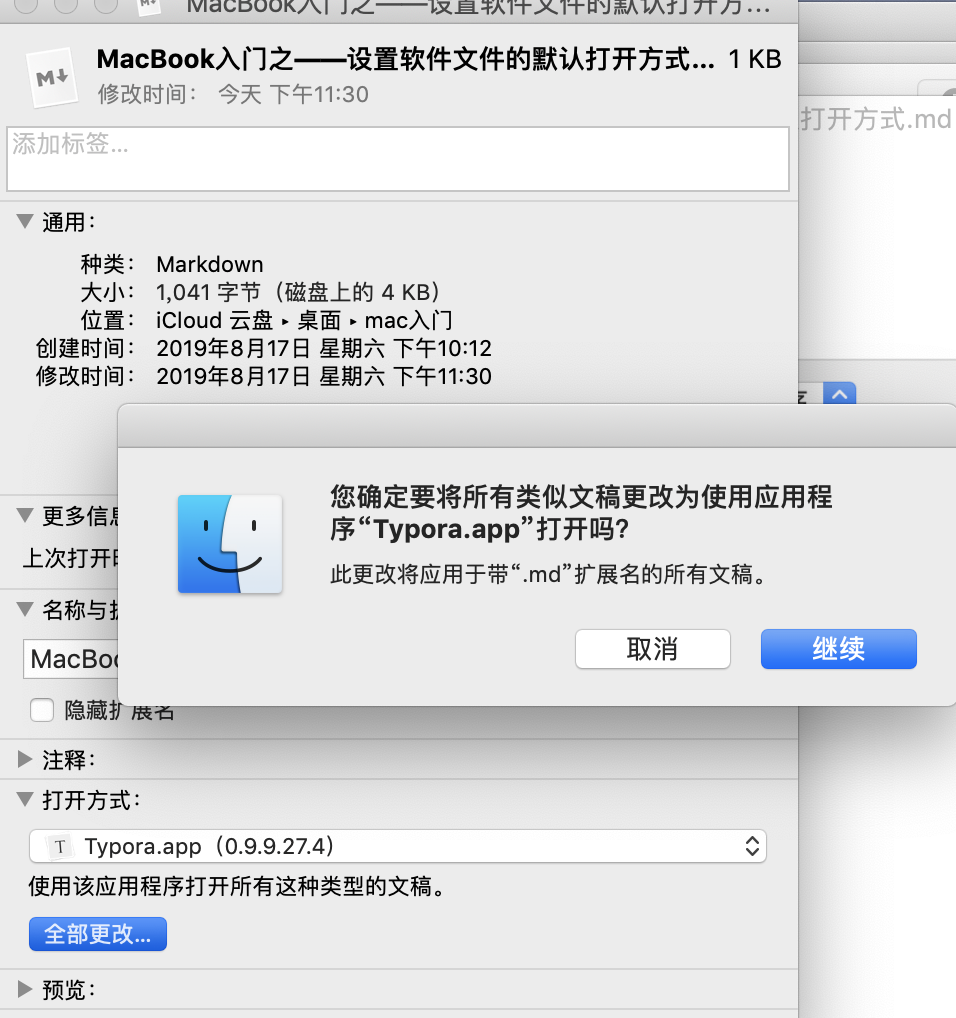 MacBook入门之——设置软件文件的默认打开方...
MacBook入门之——设置软件文件的默认打开方式... 1 KB
修改时间： 今天 下午11:30
打开方式.md
添加标签...
通用：
种类： Markdown
大小： 1,041 字节（磁盘上的 4 KB）
位置： iCloud 云盘 ▸ 桌面 ▸ mac入门
创建时间： 2019年8月17日 星期六 下午10:12
修改时间： 2019年8月17日 星期六 下午11:30
您确定要将所有类似文稿更改为使用应用程
序“Typora.app”打开吗？
此更改将应用于带“.md”扩展名的所有文稿。
取消 继续
更多信息
上次打开
名称与扩
MacBoo
隐藏扩展名
注释：
打开方式：
T Typora.app（0.9.9.27.4）
使用该应用程序打开所有这种类型的文稿。
全部更改...
预览：